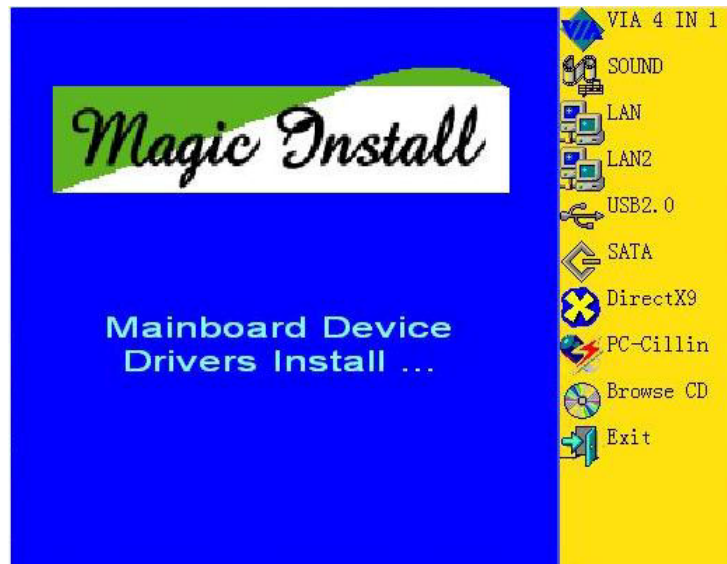 Magic Install
Mainboard Device
Drivers Install ...
VIA 4 IN 1
SOUND
LAN
LAN2
USB2.0
SATA
DirectX9
PC-Cillin
Browse CD
Exit